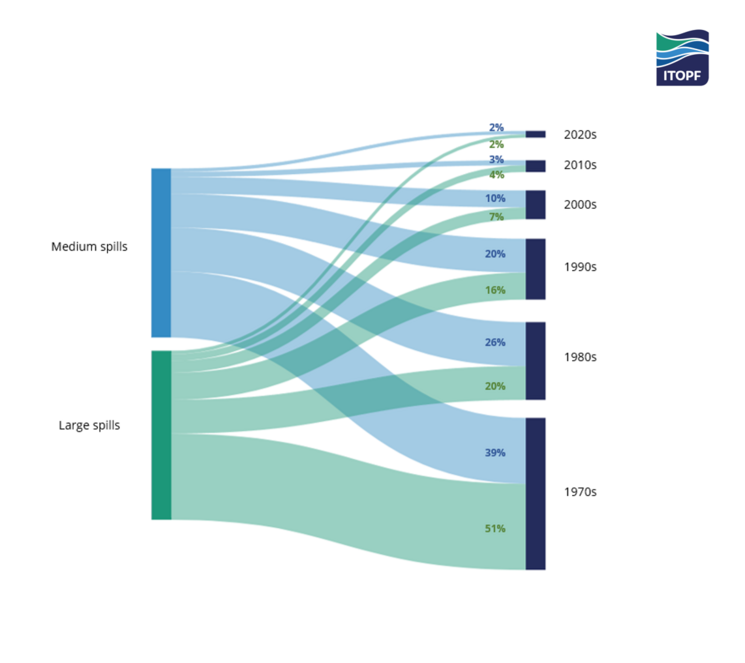 ITOPF
2%
2020s
2%
3%
2010s
4%
10%
2000s
7%
Medium spills
20%
1990s
16%
26%
1980s
20%
Large spills
39%
1970s
51%